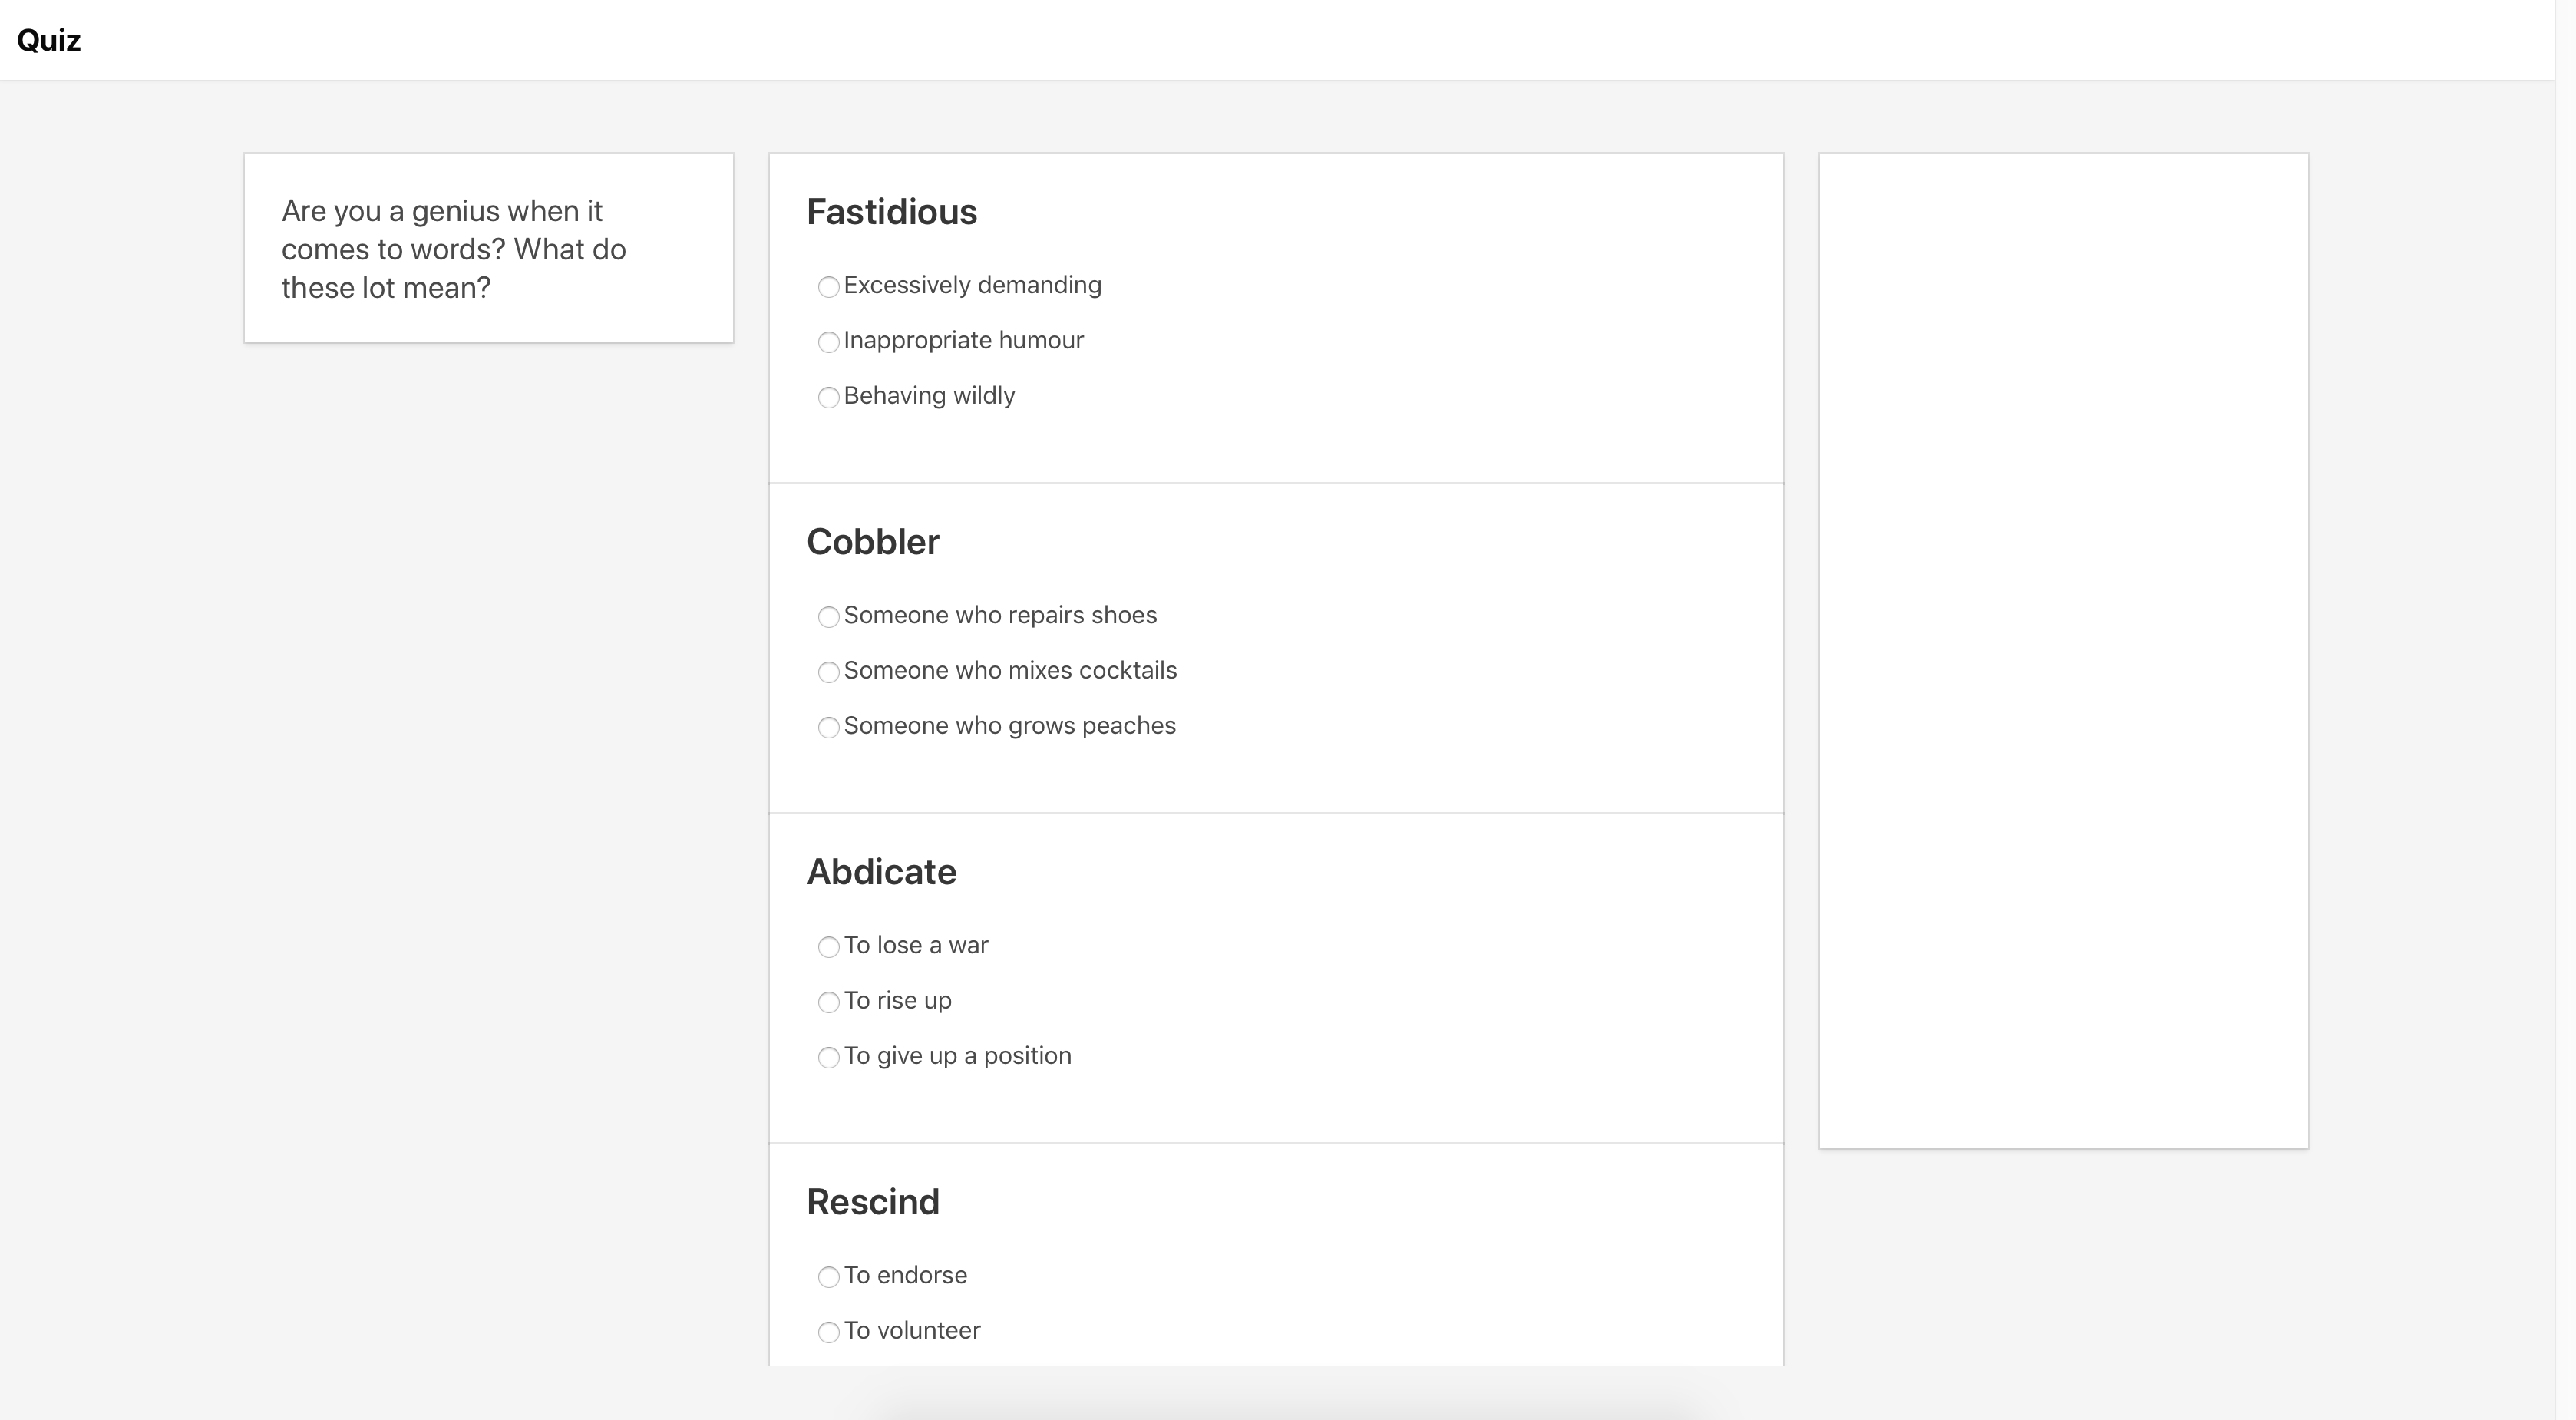 Quiz
Are you a genius when it
comes to words? What do
these lot mean?
Fastidious
Excessively demanding
Inappropriate humour
Behaving wildly
Cobbler
Someone who repairs shoes
Someone who mixes cocktails
Someone who grows peaches
Abdicate
To lose a war
To rise up
To give up a position
Rescind
To endorse
To volunteer